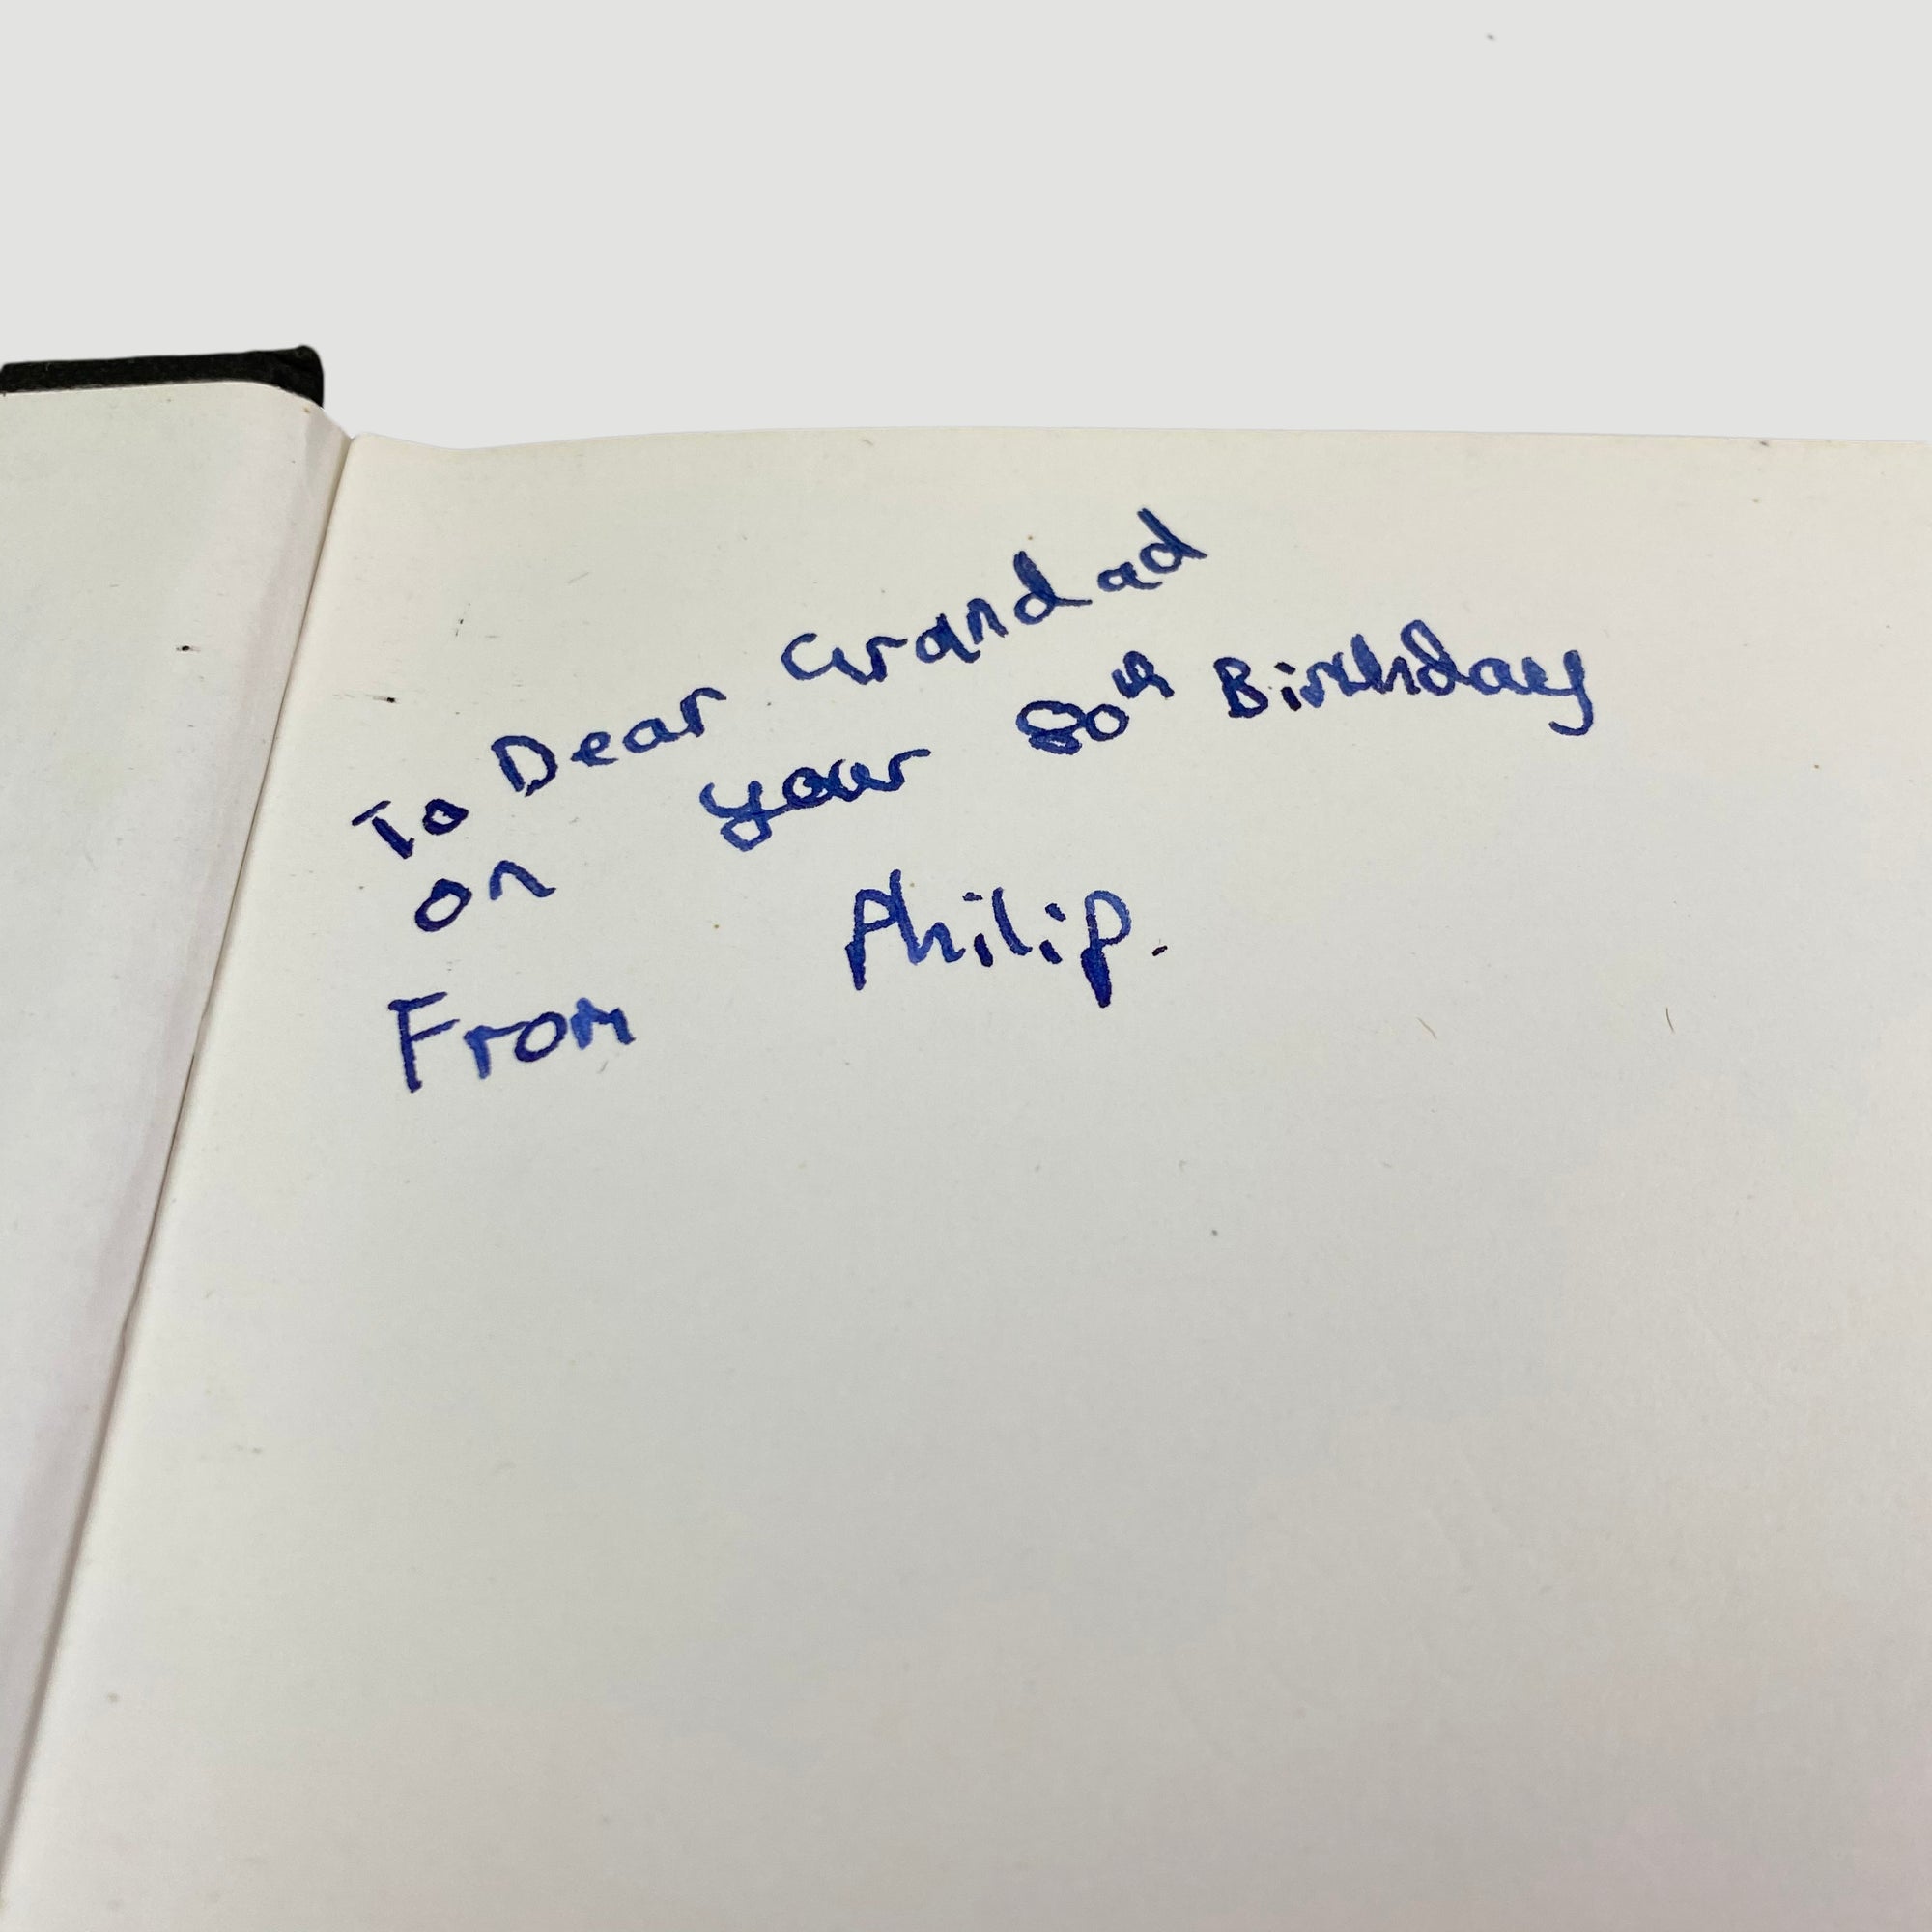 To Dear Grandad
on your 80th Birthday
From Philip.